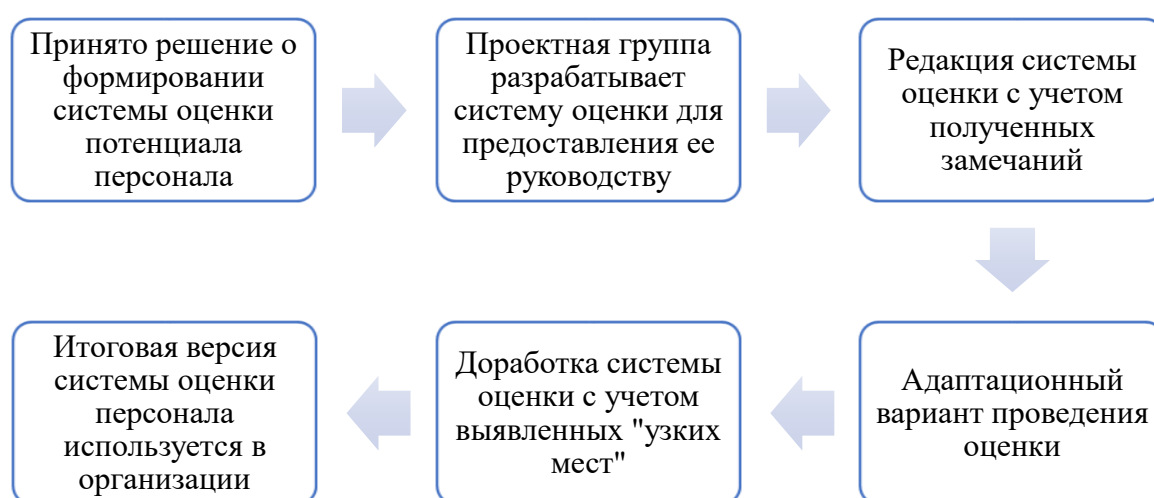 Принято решение о
формировании
системы оценки
потенциала
персонала
Проектная группа
разрабатывает
систему оценки для
предоставления ее
руководству
Редакция системы
оценки с учетом
полученных
замечаний
Адаптационный
вариант проведения
оценки
Доработка системы
оценки с учетом
выявленных "узких
мест"
Итоговая версия
системы оценки
персонала
используется в
организации